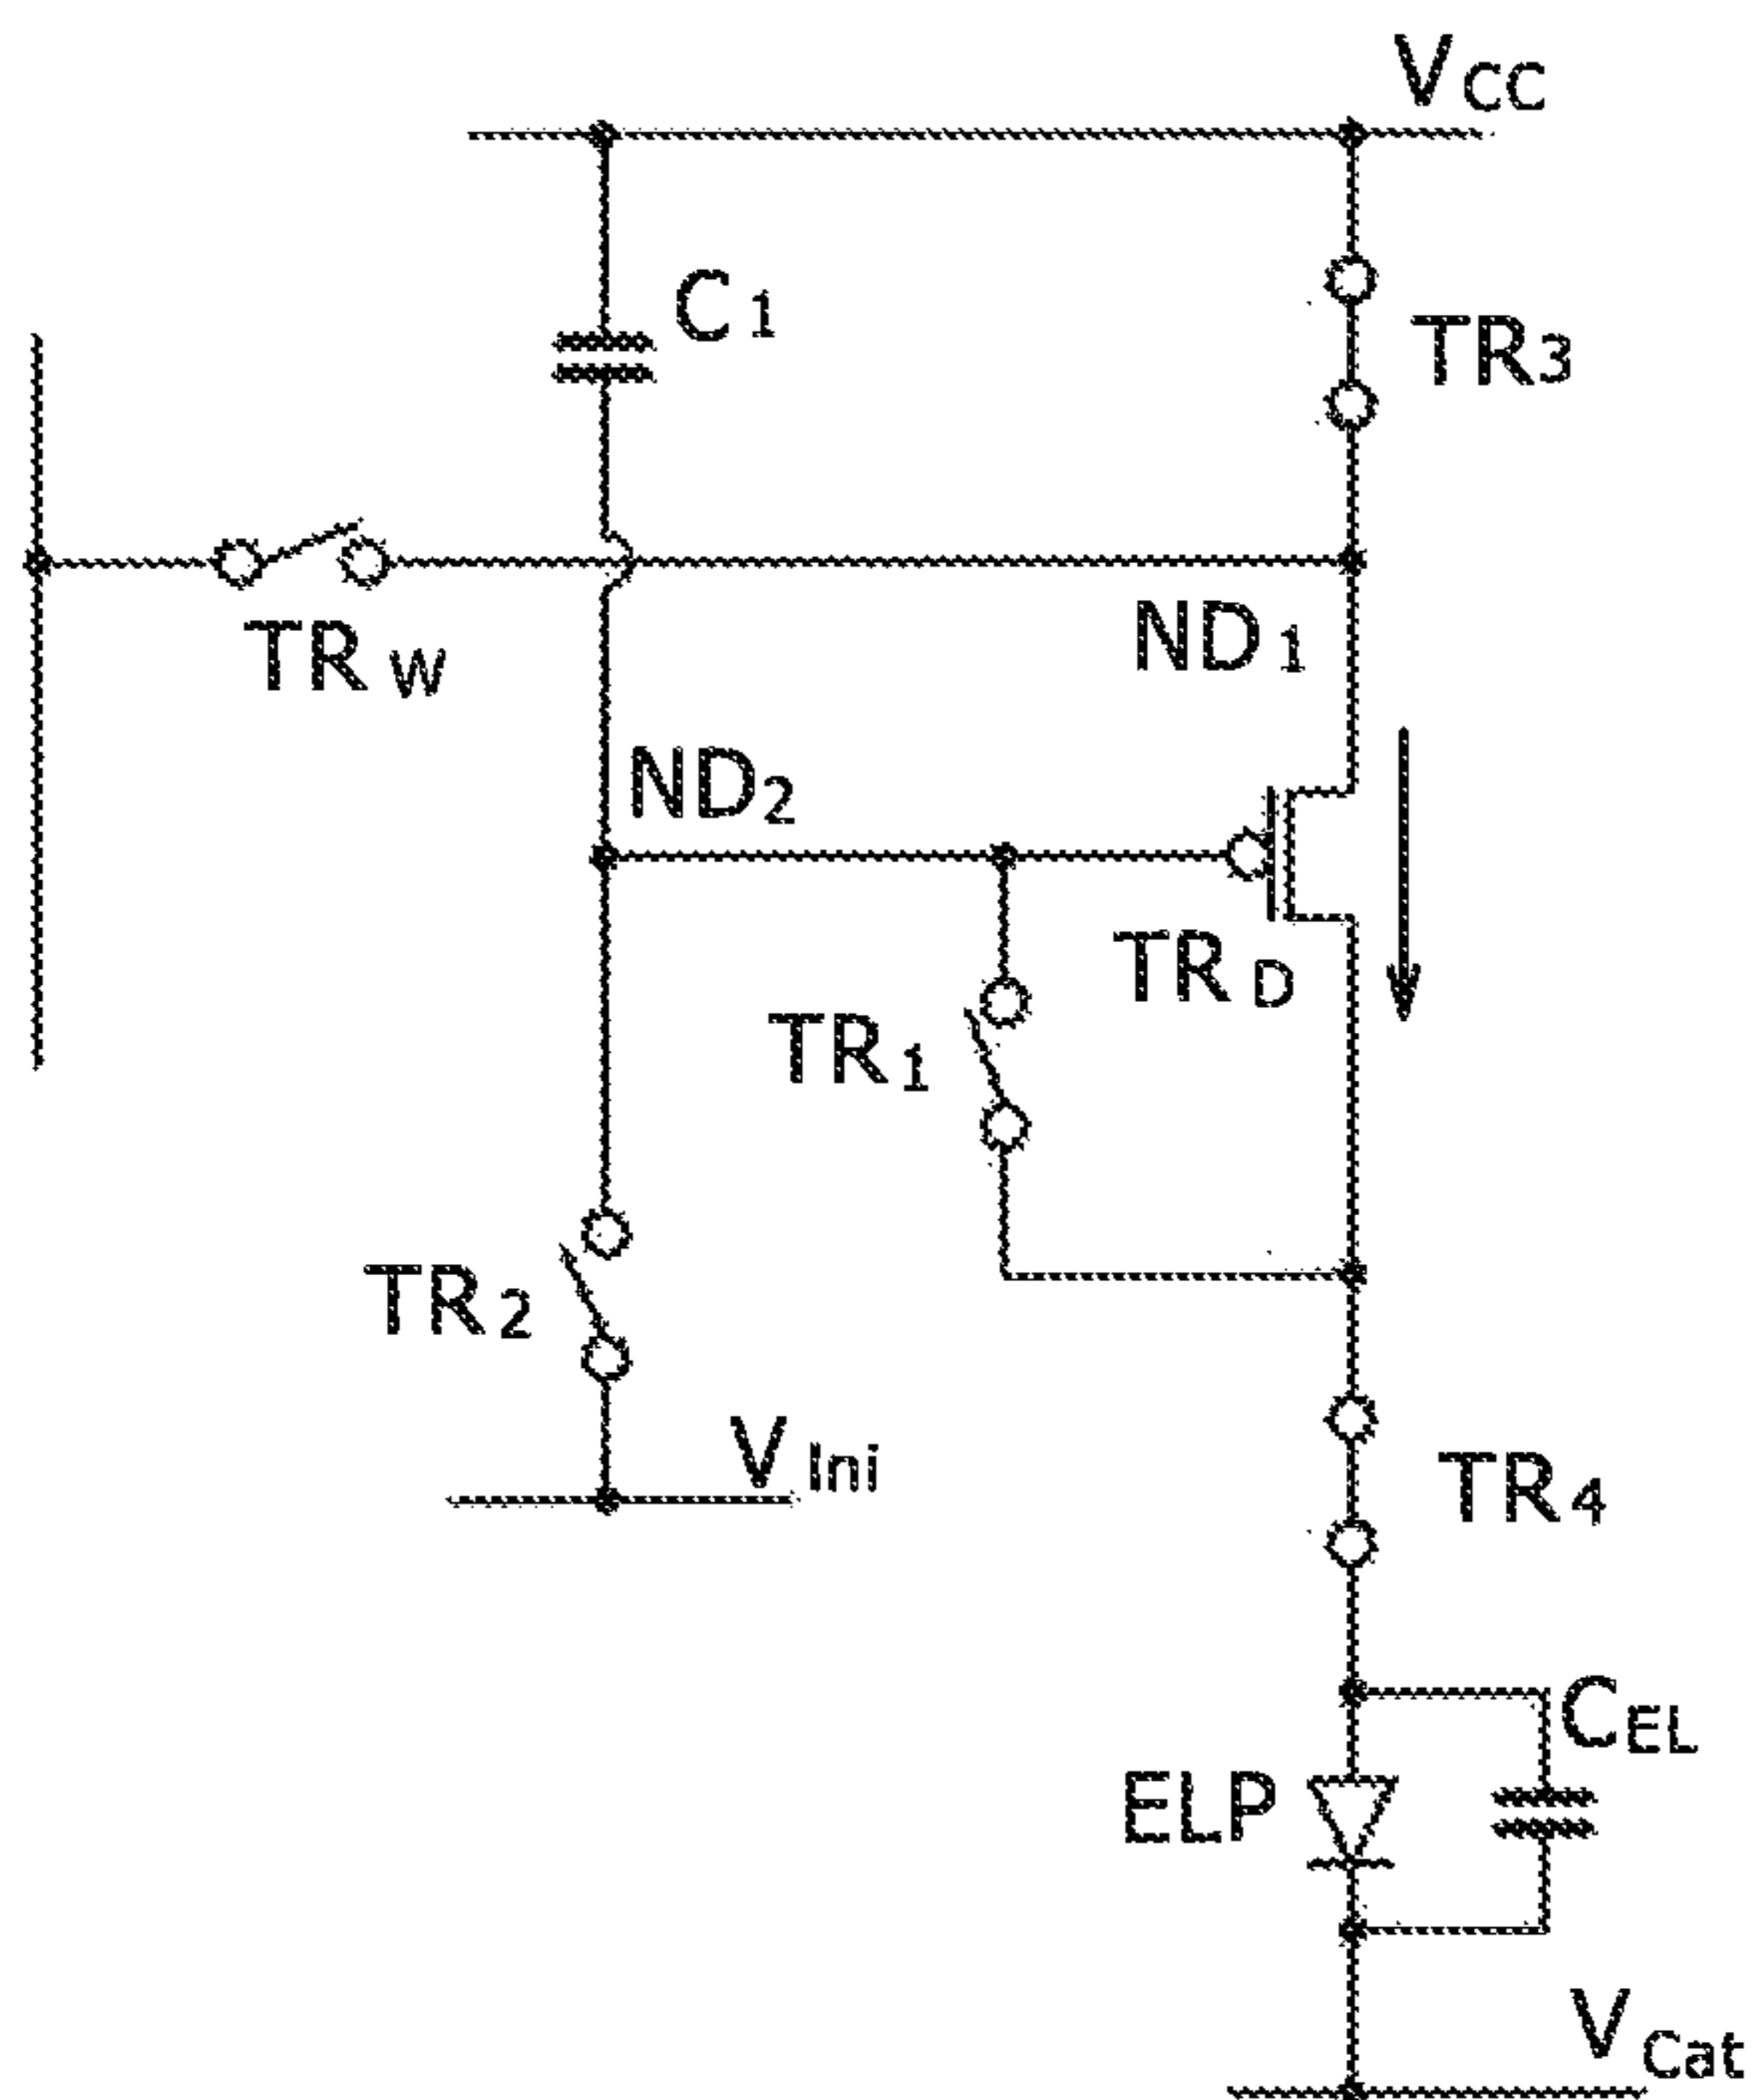 VCC
C1
TR3
TRW
ND1
ND2
TRD
TR1
TR2
VIni
TR4
CEL
ELP
VCat